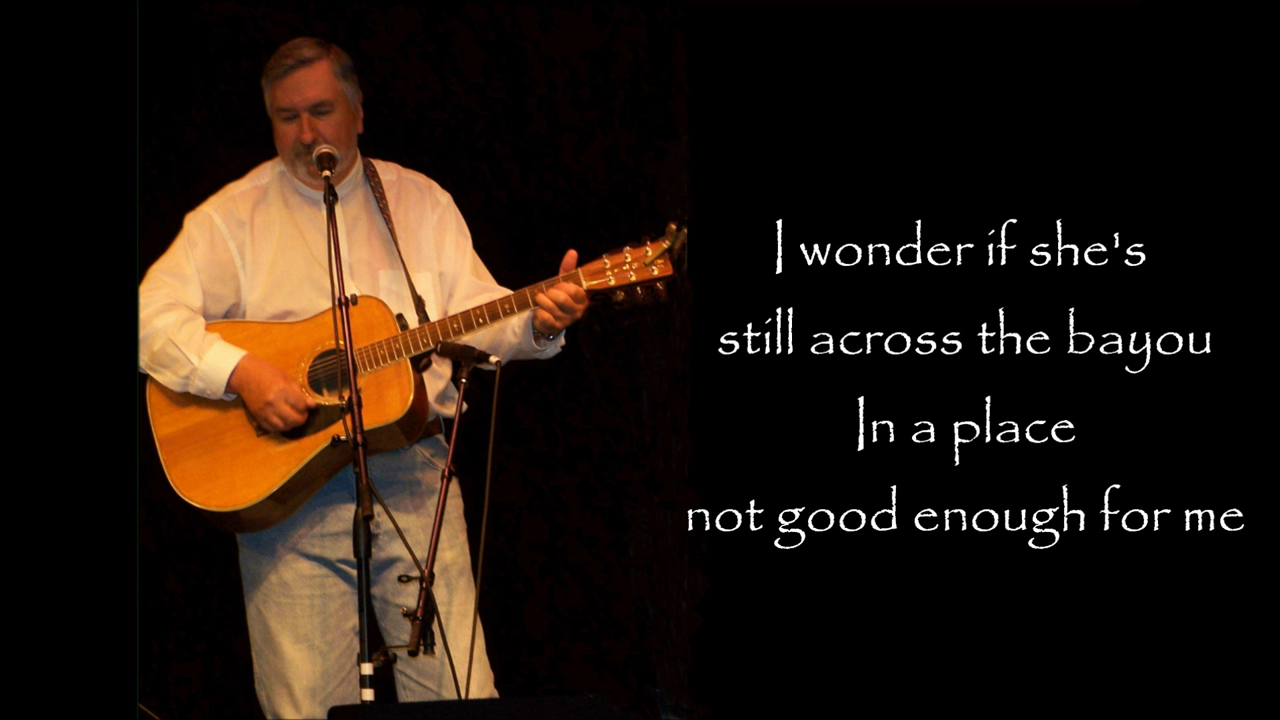 I wonder if she's
still across the bayou
In a place
not good enough for me